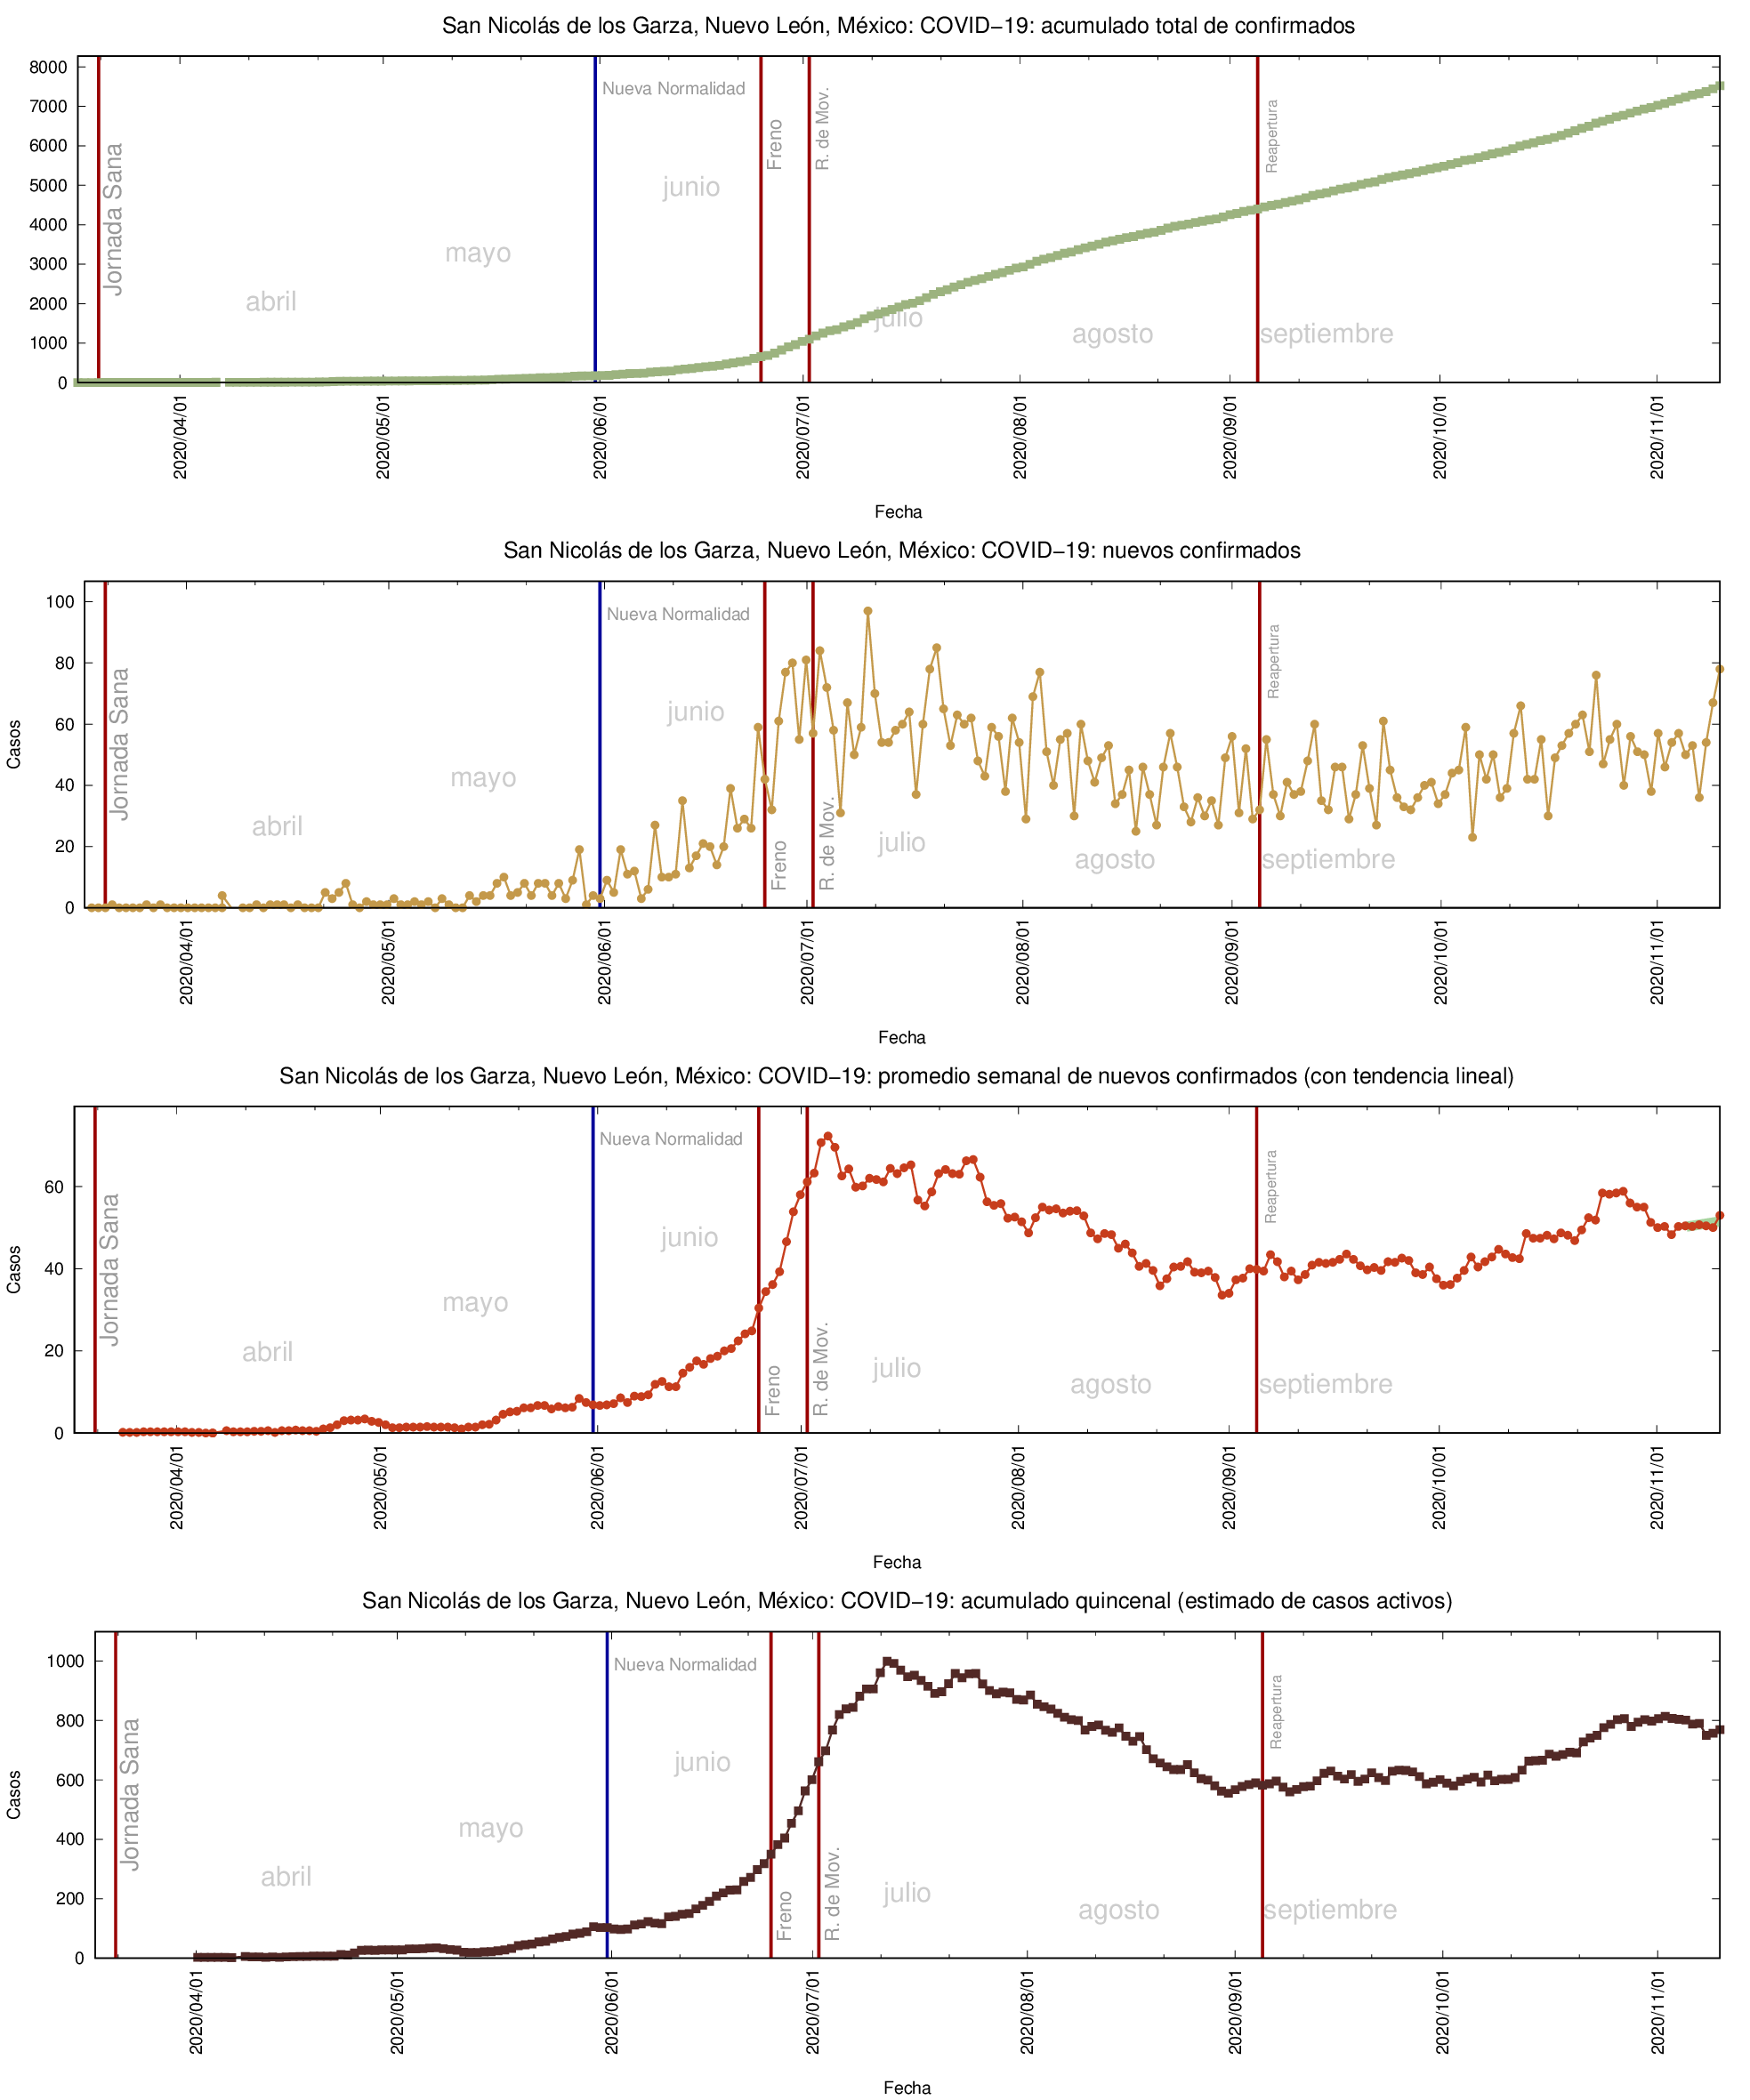 San Nicolás de los Garza, Nuevo León, México: COVID−19: acumulado total de confirmados
8000
7000
6000
5000
4000
3000
2000
1000
0
Jornada Sana
abril
mayo
Nueva Normalidad
junio
Freno
R. de Mov.
julio
agosto
Reapertura
septiembre
2020/04/01
2020/05/01
2020/06/01
2020/07/01
2020/08/01
2020/09/01
2020/10/01
2020/11/01
Fecha
San Nicolás de los Garza, Nuevo León, México: COVID−19: nuevos confirmados
Casos
100
80
60
40
20
0
Jornada Sana
abril
mayo
Nueva Normalidad
junio
Freno
R. de Mov.
julio
agosto
Reapertura
septiembre
2020/04/01
2020/05/01
2020/06/01
2020/07/01
2020/08/01
2020/09/01
2020/10/01
2020/11/01
Fecha
San Nicolás de los Garza, Nuevo León, México: COVID−19: promedio semanal de nuevos confirmados (con tendencia lineal)
Casos
60
40
20
0
Jornada Sana
abril
mayo
Nueva Normalidad
junio
Freno
R. de Mov.
julio
agosto
Reapertura
septiembre
2020/04/01
2020/05/01
2020/06/01
2020/07/01
2020/08/01
2020/09/01
2020/10/01
2020/11/01
Fecha
San Nicolás de los Garza, Nuevo León, México: COVID−19: acumulado quincenal (estimado de casos activos)
Casos
1000
800
600
400
200
0
Jornada Sana
abril
mayo
Nueva Normalidad
junio
Freno
R. de Mov.
julio
agosto
Reapertura
septiembre
2020/04/01
2020/05/01
2020/06/01
2020/07/01
2020/08/01
2020/09/01
2020/10/01
2020/11/01
Fecha